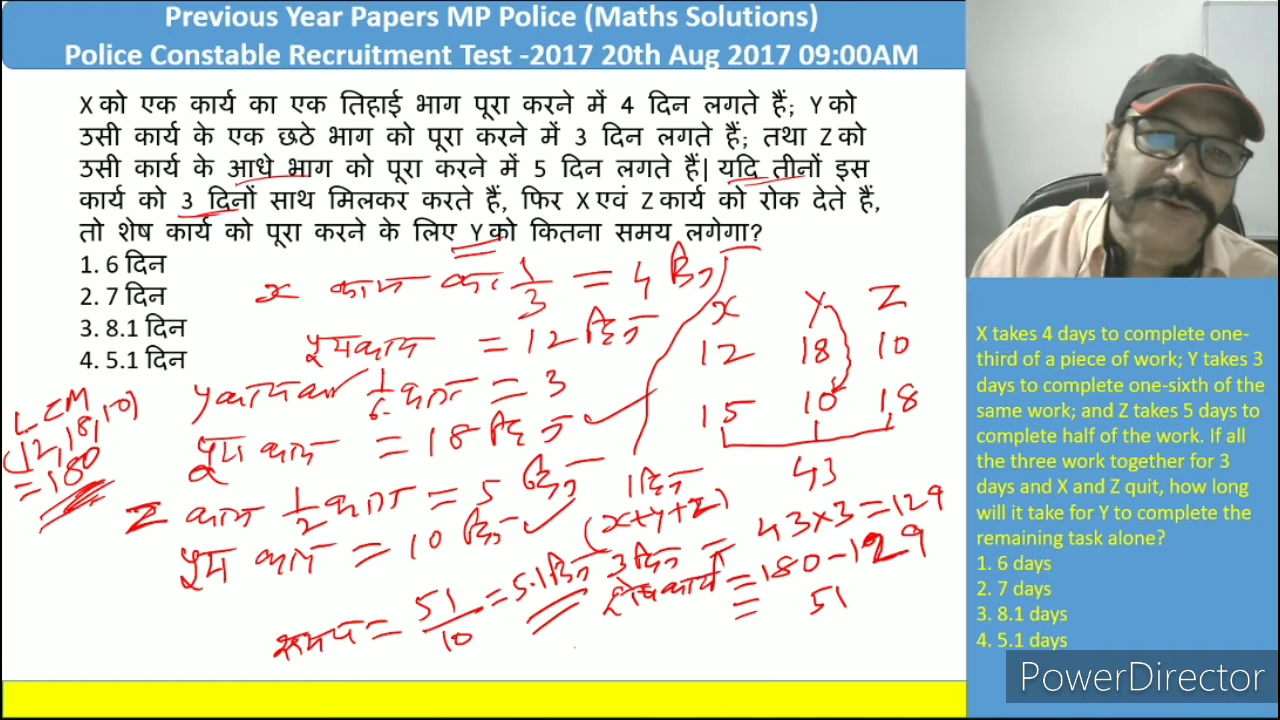 Previous Year Papers MP Police (Maths Solutions)
Police Constable Recruitment Test -2017 20th Aug 2017 09:00AM
X को एक कार्य का एक तिहाई भाग पूरा करने में 4 दिन लगते हैं; Y को
उसी कार्य के एक छठे भाग को पूरा करने में 3 दिन लगते हैं; तथा Z को
उसी कार्य के आधे भाग को पूरा करने में 5 दिन लगते हैं| यदि तीनों इस
कार्य को 3 दिनों साथ मिलकर करते हैं, फिर X एवं Z कार्य को रोक देते हैं,
तो शेष कार्य को पूरा करने के लिए Y को कितना समय लगेगा?
1. 6 दिन
2. 7 दिन
3. 8.1 दिन
4. 5.1 दिन
x काम का 1/3 = 4 दिन
= 12 दिन
1/6 काम = 3
= 18 दिन
Z काम 1/2 काम = 5 दिन
= 10 दिन
LCM
(12,18,10)
=180
X Y Z
12 18 10
15 10 18
43
1 दिन
(x+y+z)
3 दिन = 43×3=129
शेष कार्य = 180-129
= 51
समय = 51/10 = 5.1 दिन
X takes 4 days to complete one-
third of a piece of work; Y takes 3
days to complete one-sixth of the
same work; and Z takes 5 days to
complete half of the work. If all
the three work together for 3
days and X and Z quit, how long
will it take for Y to complete the
remaining task alone?
1. 6 days
2. 7 days
3. 8.1 days
4. 5.1 days
PowerDirector